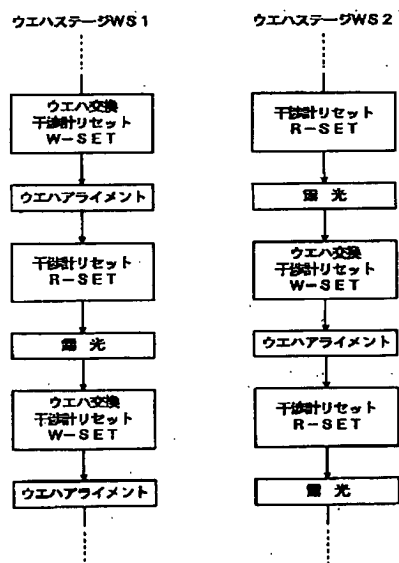 ウエハステージWS1
ウエハ交換
干渉計リセット
W-SET
ウエハアライメント
干渉計リセット
R-SET
露 光
ウエハ交換
干渉計リセット
W-SET
ウエハアライメント
ウエハステージWS2
干渉計リセット
R-SET
露 光
ウエハ交換
干渉計リセット
W-SET
ウエハアライメント
干渉計リセット
R-SET
露 光